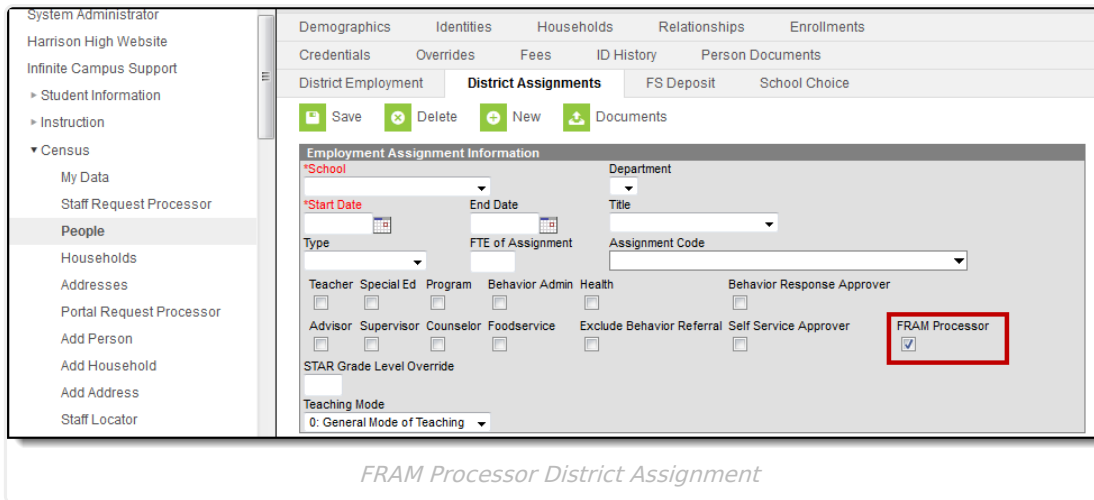 System Administrator
Harrison High Website
Infinite Campus Support
Student Information
Instruction
Census
My Data
Staff Request Processor
People
Households
Addresses
Portal Request Processor
Add Person
Add Household
Add Address
Staff Locator
Demographics Identities Households Relationships Enrollments
Credentials Overrides Fees ID History Person Documents
District Employment District Assignments FS Deposit School Choice
Save Delete New Documents
Employment Assignment Information
*School Department
*Start Date End Date Title
Type FTE of Assignment Assignment Code
Teacher Special Ed Program Behavior Admin Health Behavior Response Approver
Advisor Supervisor Counselor Foodservice Exclude Behavior Referral Self Service Approver FRAM Processor
STAR Grade Level Override
Teaching Mode
0: General Mode of Teaching
FRAM Processor District Assignment